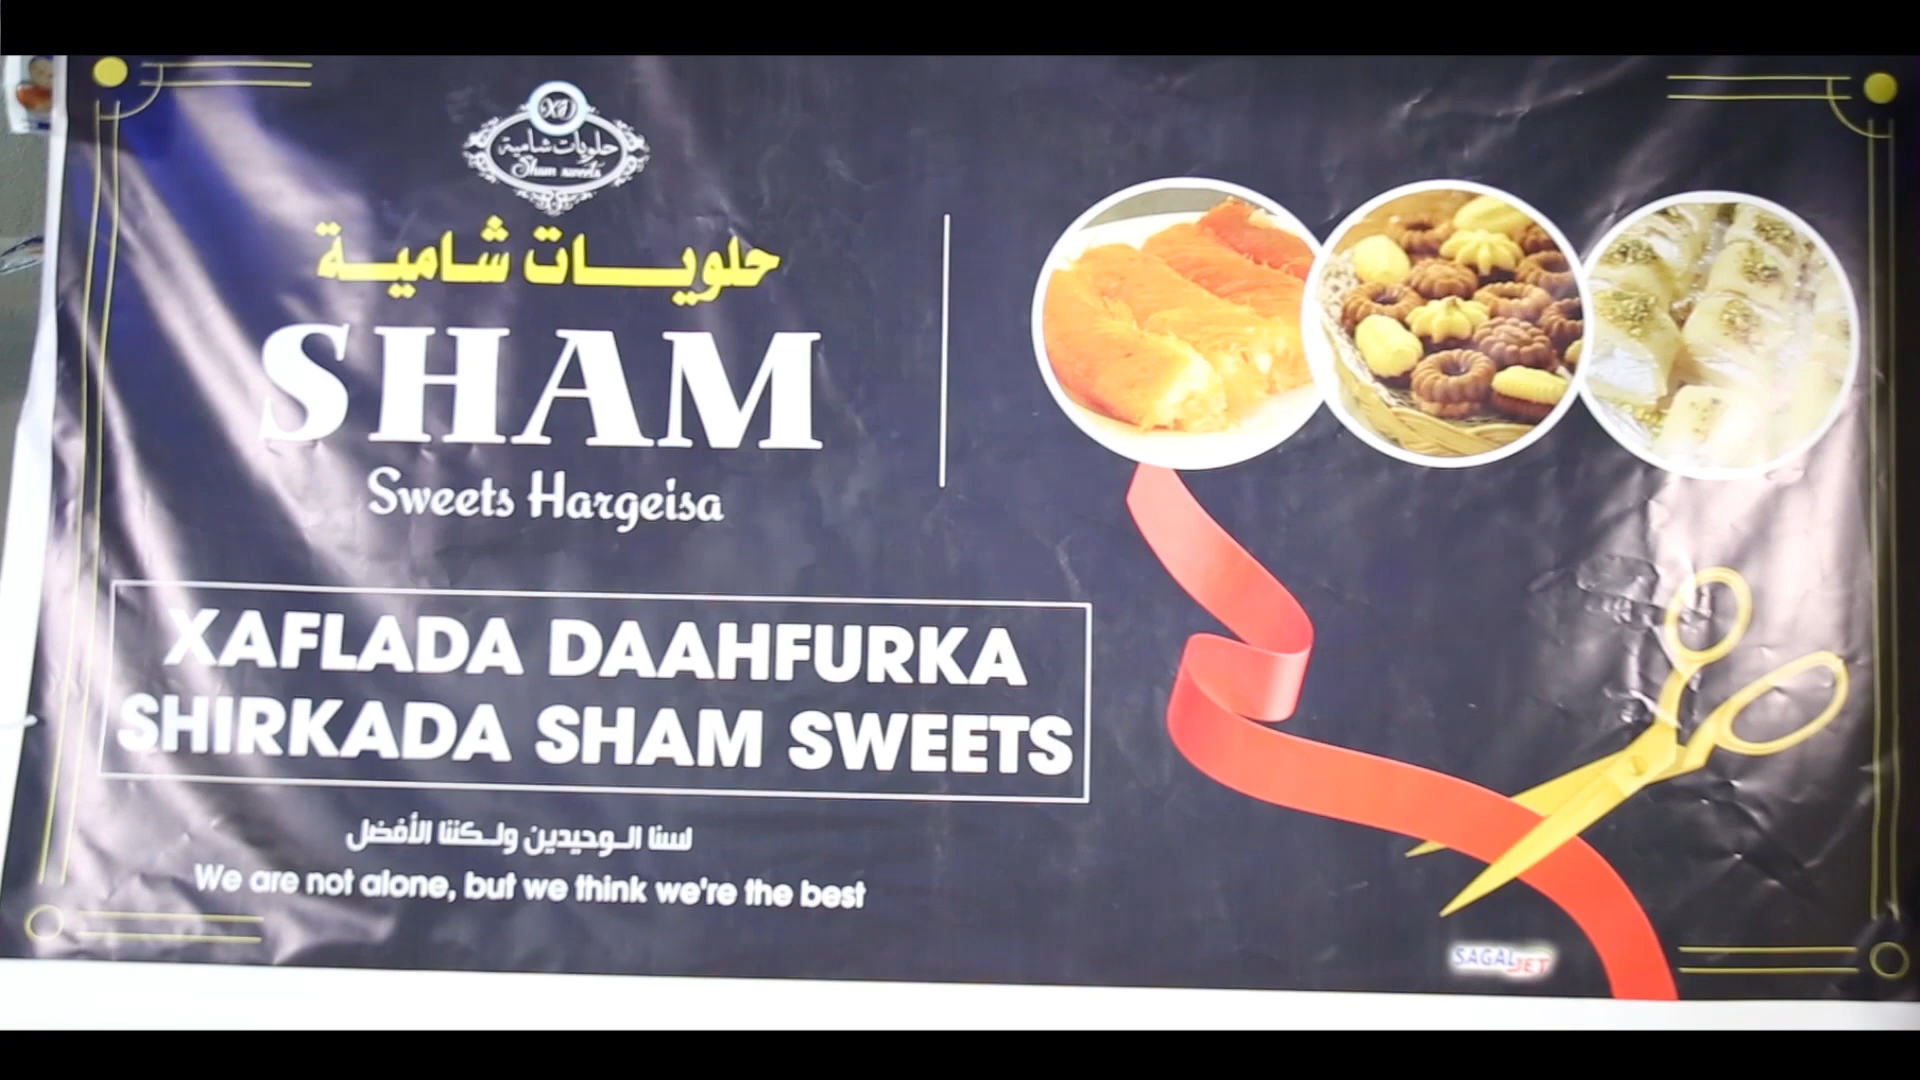 XD
حلويات شامية
Sham sweets
حلويات شامية
SHAM
Sweets Hargeisa
XAFLADA DAAHFURKA
SHIRKADA SHAM SWEETS
لسنا الوحيدين ولكننا الأفضل
We are not alone, but we think we're the best
SAGALJET